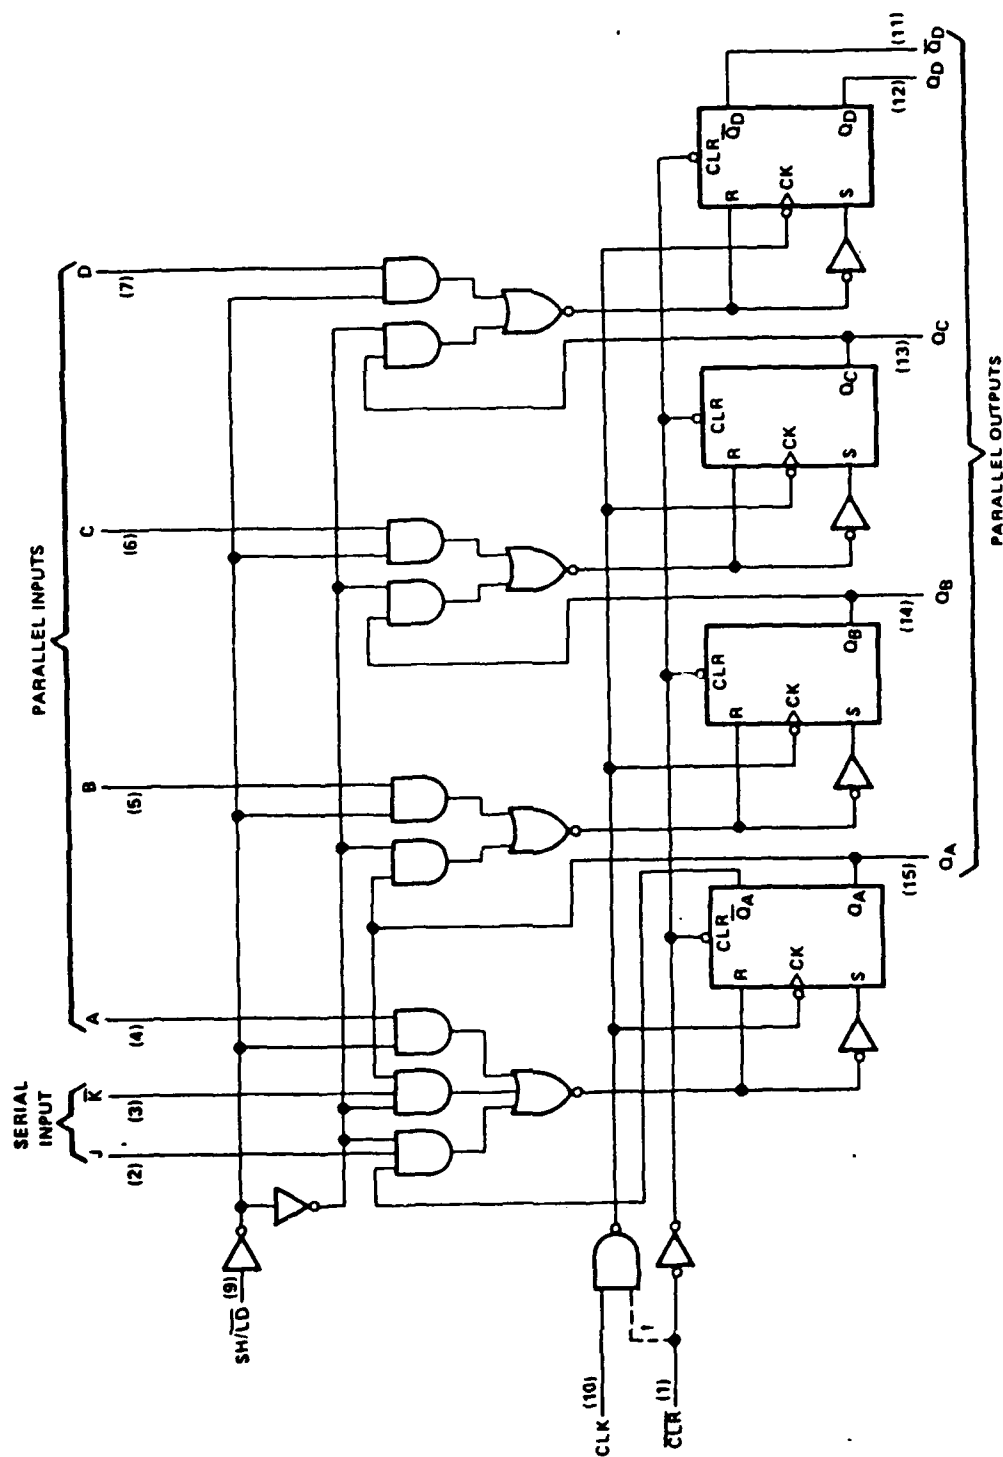 PARALLEL INPUTS
SERIAL
INPUT
J
K̅
A
B
C
D
(2)
(3)
(4)
(5)
(6)
(7)
SH/L̅D̅
(9)
CLK
(10)
C̅L̅R̅
(1)
†
R
CK
S
CLR
Q̅A
QA
R
CK
S
CLR
QB
R
CK
S
CLR
QC
R
CK
S
CLR
Q̅D
QD
(15)
(14)
(13)
(12)
(11)
QA
QB
QC
QD
Q̅D
PARALLEL OUTPUTS